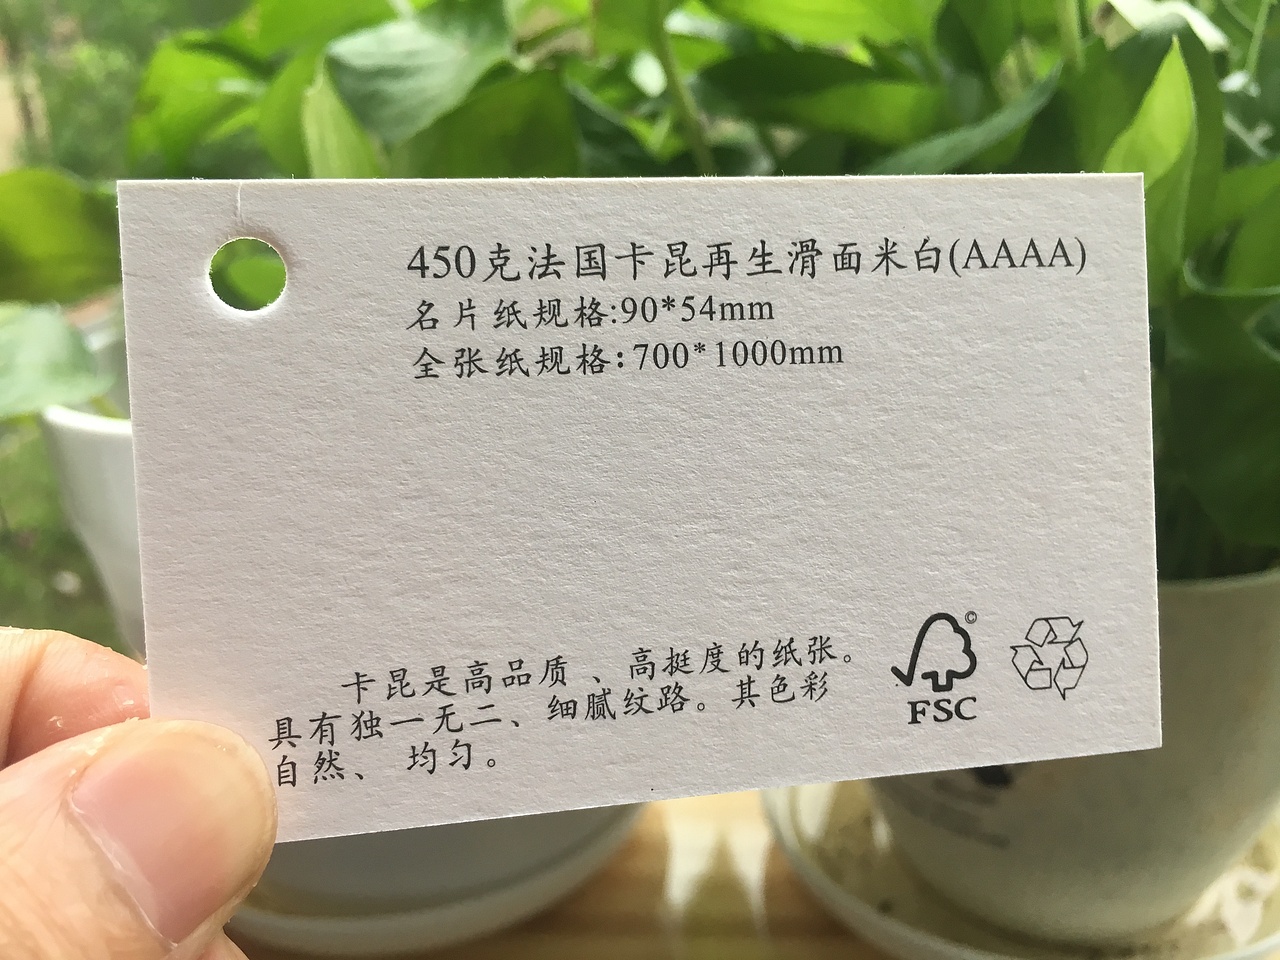 450克法国卡昆再生滑面米白(AAAA)
名片纸规格:90*54mm
全张纸规格:700*1000mm
卡昆是高品质、高挺度的纸张。
具有独一无二、细腻纹路。其色彩
自然、均匀。
©
FSC